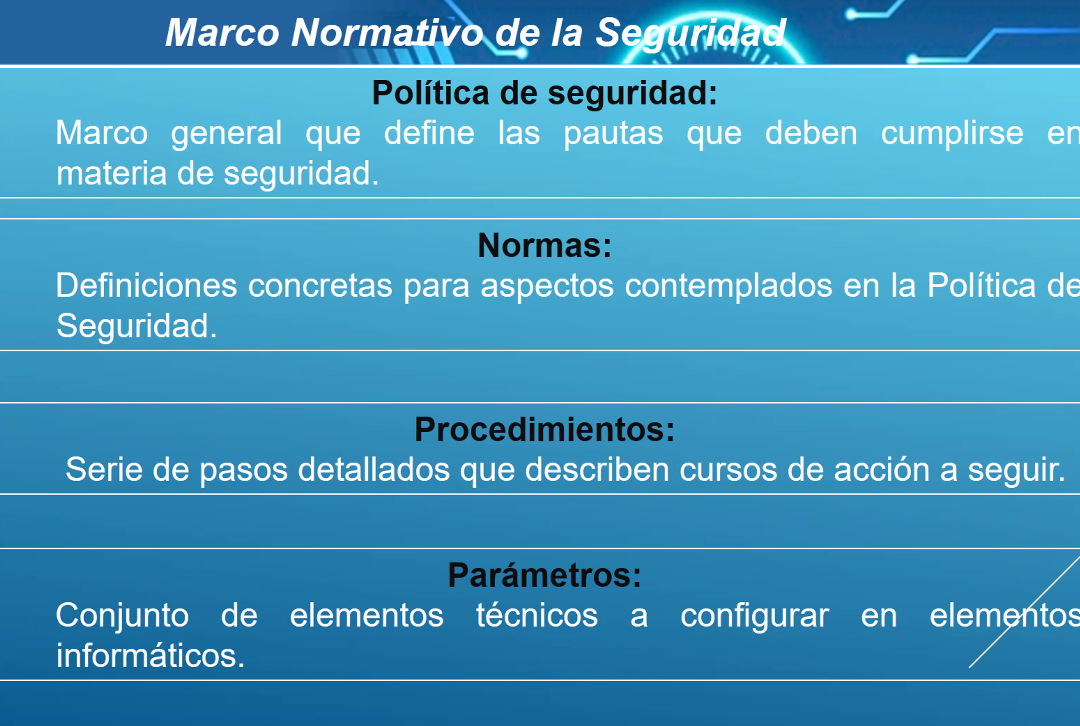 Marco Normativo de la Seguridad
Política de seguridad:
Marco general que define las pautas que deben cumplirse en
materia de seguridad.
Normas:
Definiciones concretas para aspectos contemplados en la Política de
Seguridad.
Procedimientos:
Serie de pasos detallados que describen cursos de acción a seguir.
Parámetros:
Conjunto de elementos técnicos a configurar en elementos
informáticos.